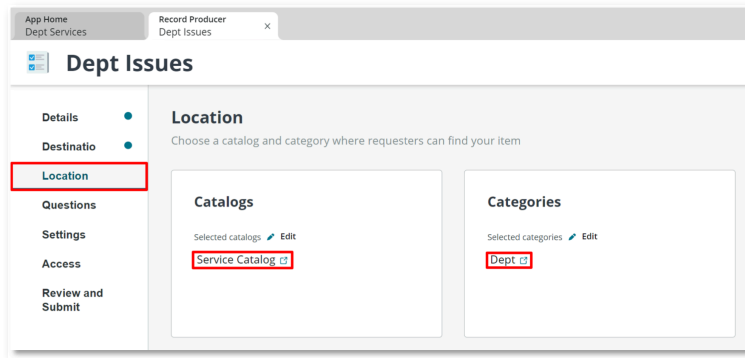 App Home
Dept Services
Record Producer
Dept Issues
Dept Issues
Details
Destinatio
Location
Questions
Settings
Access
Review and
Submit
Location
Choose a catalog and category where requesters can find your item
Catalogs
Selected catalogs Edit
Service Catalog
Categories
Selected categories Edit
Dept